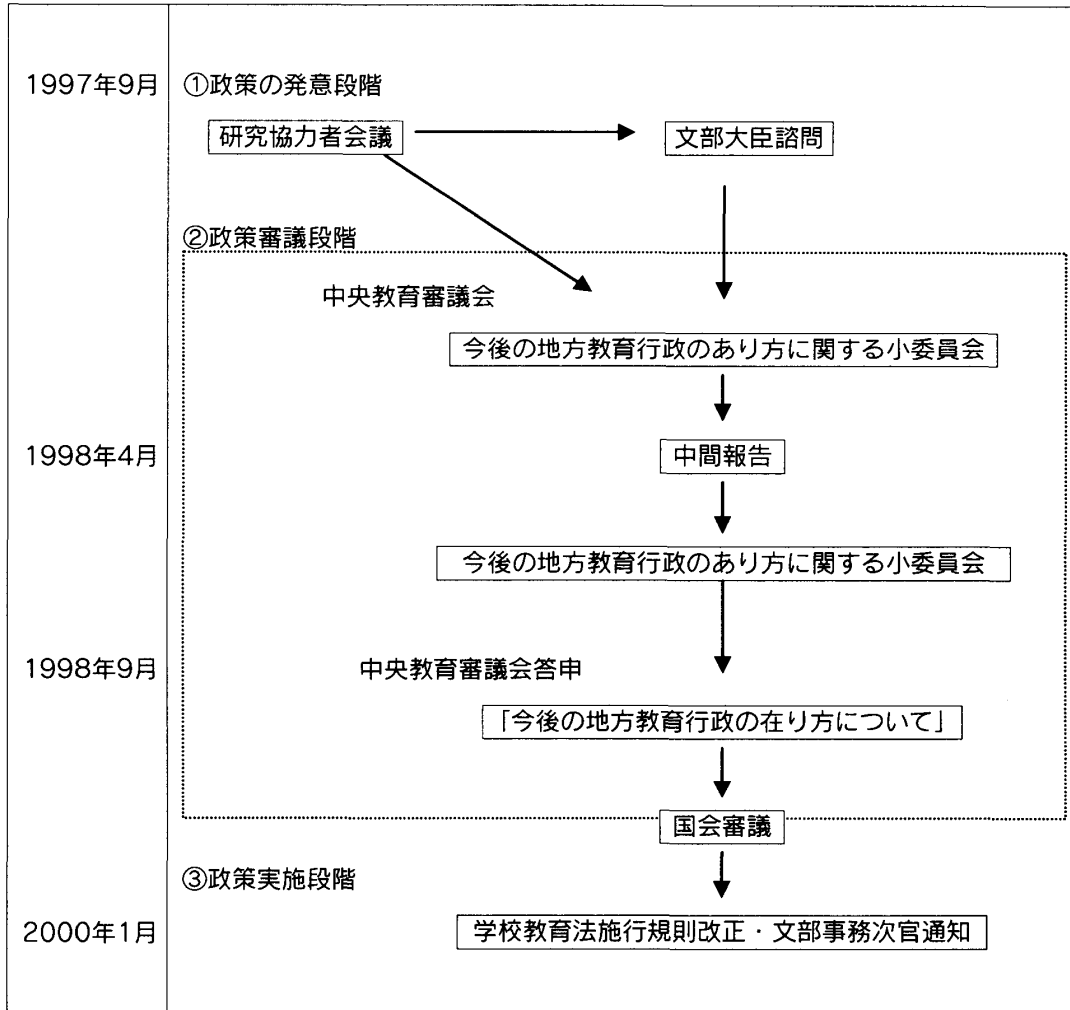 1997年9月 ①政策の発意段階
研究協力者会議 文部大臣諮問
②政策審議段階
中央教育審議会
今後の地方教育行政のあり方に関する小委員会
1998年4月 中間報告
今後の地方教育行政のあり方に関する小委員会
1998年9月 中央教育審議会答申
「今後の地方教育行政の在り方について」
国会審議
③政策実施段階
2000年1月 学校教育法施行規則改正・文部事務次官通知